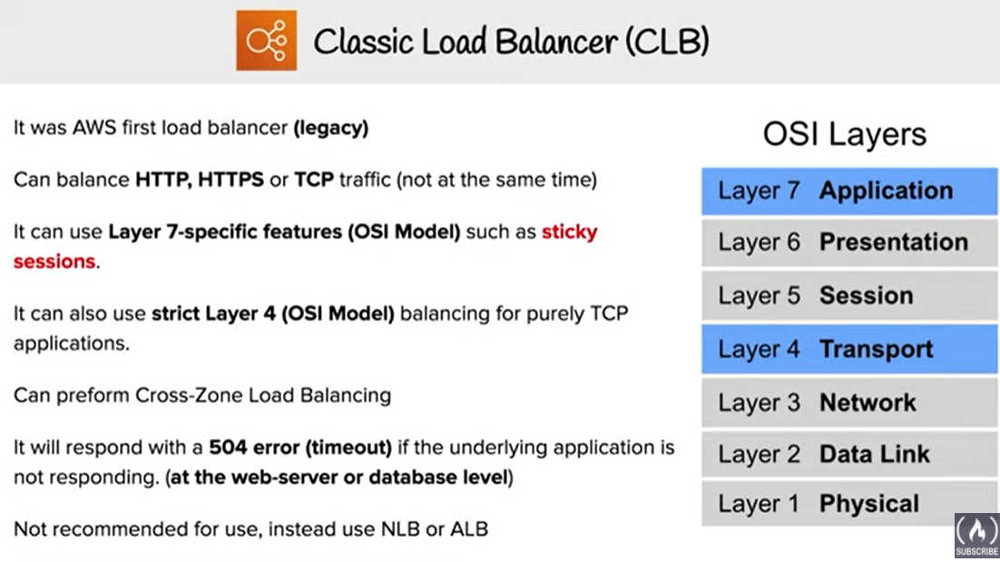 Classic Load Balancer (CLB)
It was AWS first load balancer (legacy)
Can balance HTTP, HTTPS or TCP traffic (not at the same time)
It can use Layer 7-specific features (OSI Model) such as sticky
sessions.
It can also use strict Layer 4 (OSI Model) balancing for purely TCP
applications.
Can preform Cross-Zone Load Balancing
It will respond with a 504 error (timeout) if the underlying application is
not responding. (at the web-server or database level)
Not recommended for use, instead use NLB or ALB
OSI Layers
Layer 7 Application
Layer 6 Presentation
Layer 5 Session
Layer 4 Transport
Layer 3 Network
Layer 2 Data Link
Layer 1 Physical
SUBSCRIBE